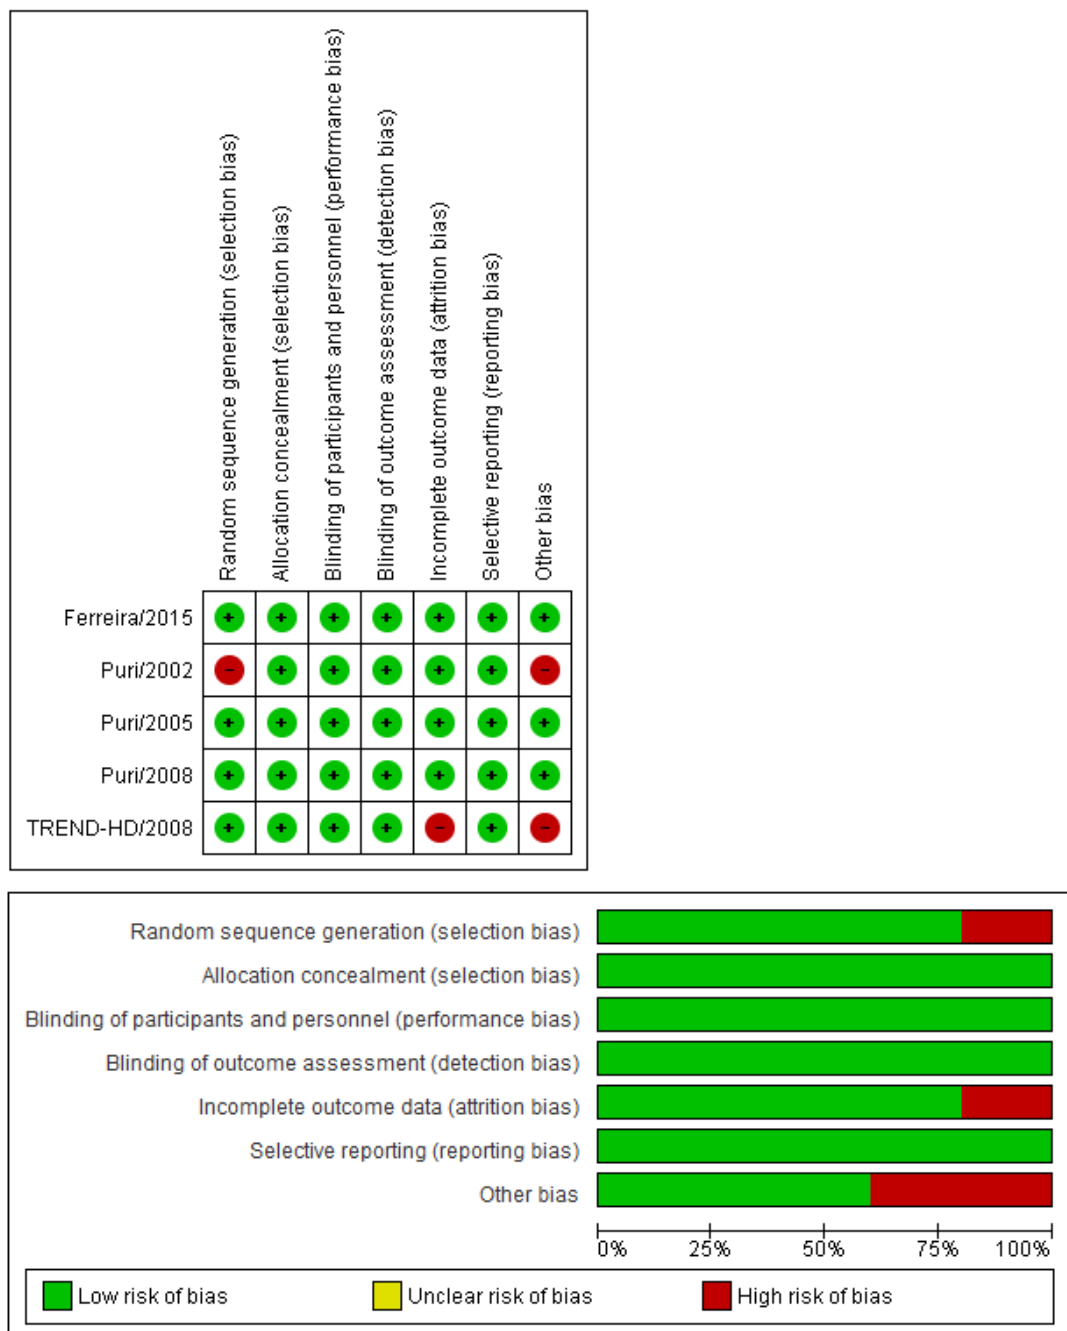 Random sequence generation (selection bias)
Allocation concealment (selection bias)
Blinding of participants and personnel (performance bias)
Blinding of outcome assessment (detection bias)
Incomplete outcome data (attrition bias)
Selective reporting (reporting bias)
Other bias
Ferreira/2015 + + + + + + +
Puri/2002 - + + + + + -
Puri/2005 + + + + + + +
Puri/2008 + + + + + + +
TREND-HD/2008 + + + + - + -
Random sequence generation (selection bias)
Allocation concealment (selection bias)
Blinding of participants and personnel (performance bias)
Blinding of outcome assessment (detection bias)
Incomplete outcome data (attrition bias)
Selective reporting (reporting bias)
Other bias
0% 25% 50% 75% 100%
Low risk of bias Unclear risk of bias High risk of bias